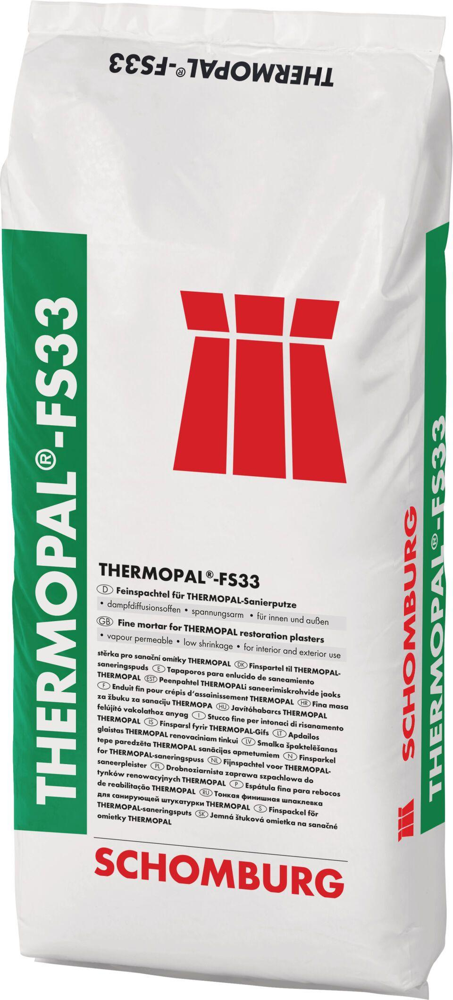 THERMOPAL®-FS33
THERMOPAL®-FS33
THERMOPAL®-FS33
D Feinspachtel für THERMOPAL-Sanierputze
• dampfdiffusionsoffen • spannungsarm • für innen und außen
GB Fine mortar for THERMOPAL restoration plasters
• vapour permeable • low shrinkage • for interior and exterior use
stěrka pro sanační omítky THERMOPAL DK Finspartel til THERMOPAL-
saneringspuds E Tapaporos para enlucido de saneamiento
THERMOPAL EST Peenpahtel THERMOPALi saneerimiskrohvide jaoks
F Enduit fin pour crépis d'assainissement THERMOPAL HR Fina masa
za žbuku za sanaciju THERMOPA HU Javítóhabarcs THERMOPAL
felújító vakolathoz anyag I Stucco fine per intonaci di risanamento
THERMOPAL IS Fínsparsl fyrir THERMOPAL-Gifs LT Apdailos
glaistas THERMOPAL renovaciniam tinkui LV Smalka špaktelēšanas
tepe paredzēta THERMOPAL sanācijas apmetumiem N Finsparkel
for THERMOPAL-saneringspuss NL Fijnspachtel voor THERMOPAL-
saneerpleister PL Drobnoziarnista zaprawa szpachlowa do
tynków renowacyjnych THERMOPAL P Espátula fina para rebocos
de reabilitação THERMOPAL RU Тонкая финишная шпаклевка
для санирующей штукатурки THERMOPAL S Finspackel för
THERMOPAL-saneringsputs SK Jemná štuková omietka na sanačné
omietky THERMOPAL
SCHOMBURG
SCHOMBURG
THERMOPAL®-FS33